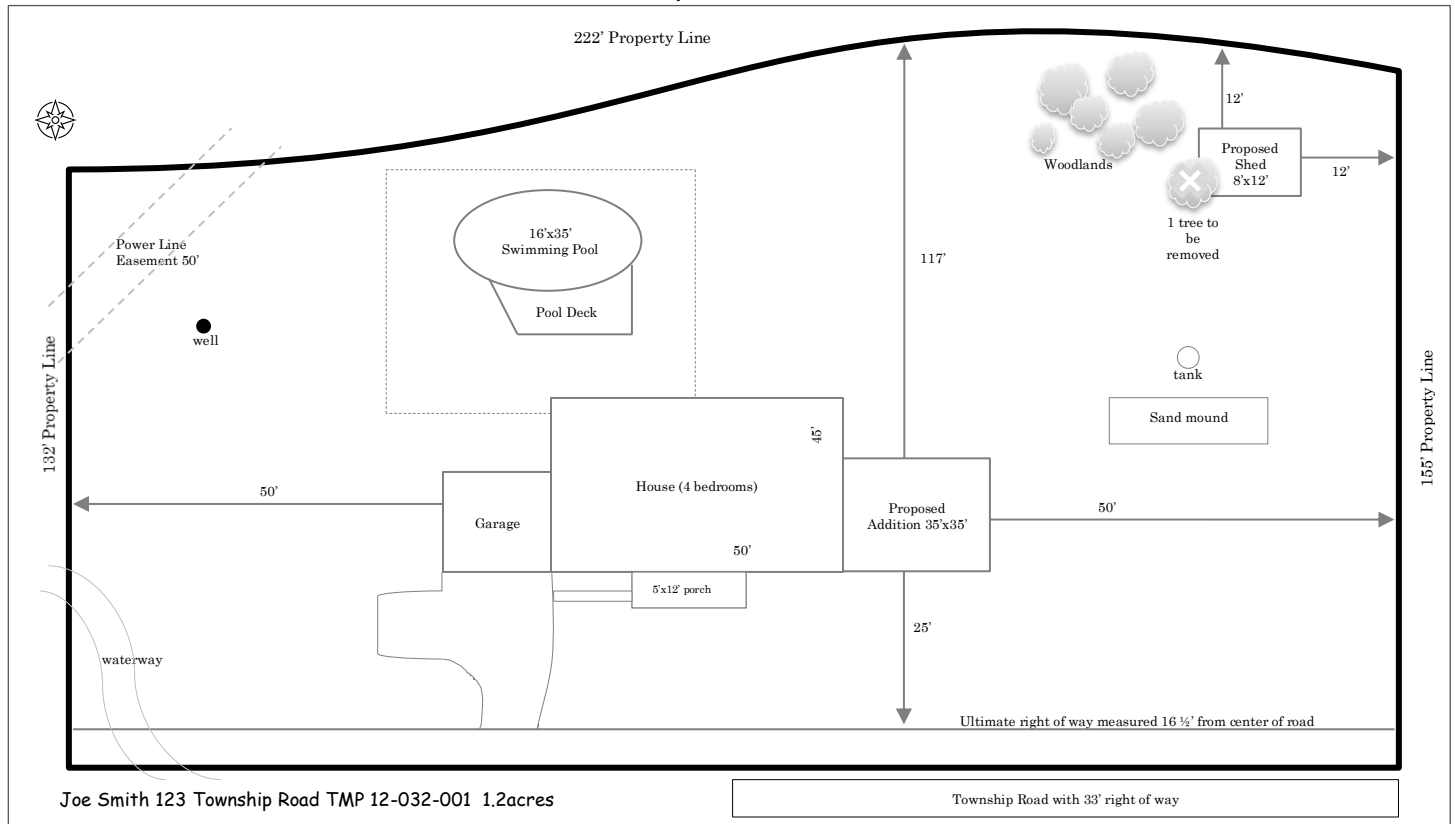 222’ Property Line
12’
Proposed
Shed
8’x12’
12’
Woodlands
1 tree to
be
removed
16’x35’
Swimming Pool
Pool Deck
Power Line
Easement 50’
117’
well
132’ Property Line
155’ Property Line
tank
Sand mound
45’
House (4 bedrooms)
50’
50’
Garage
Proposed
Addition 35’x35’
50’
5’x12’ porch
25’
waterway
Ultimate right of way measured 16 ½’ from center of road
Joe Smith 123 Township Road TMP 12-032-001 1.2acres
Township Road with 33’ right of way